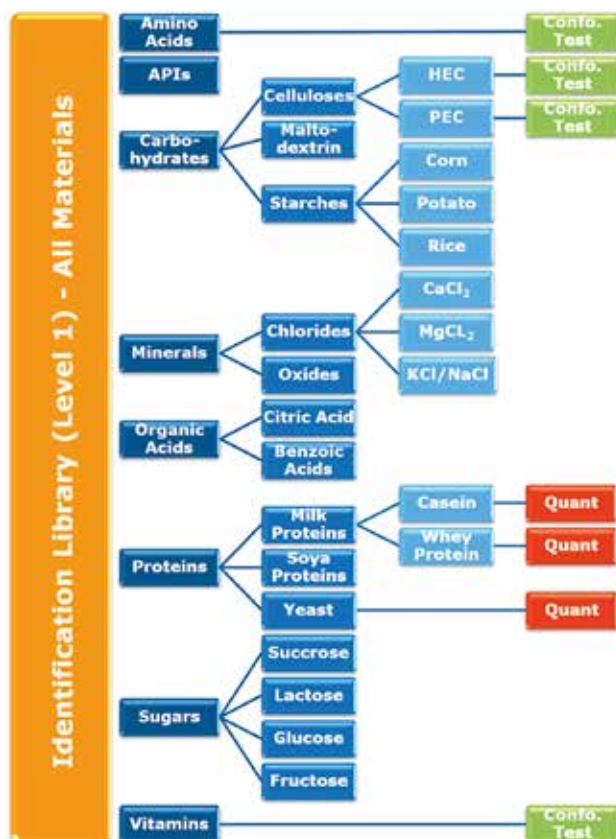 Identification Library (Level 1) - All Materials
Amino
Acids
Confo.
Test
APIs
Carbo-
hydrates
Celluloses
HEC
Confo.
Test
PEC
Confo.
Test
Malto-
dextrin
Starches
Corn
Potato
Rice
Minerals
Chlorides
CaCl₂
MgCL₂
KCl/NaCl
Oxides
Organic
Acids
Citric Acid
Benzoic
Acids
Proteins
Milk
Proteins
Casein
Quant
Whey
Protein
Quant
Soya
Proteins
Yeast
Quant
Sugars
Succrose
Lactose
Glucose
Fructose
Vitamins
Confo.
Test